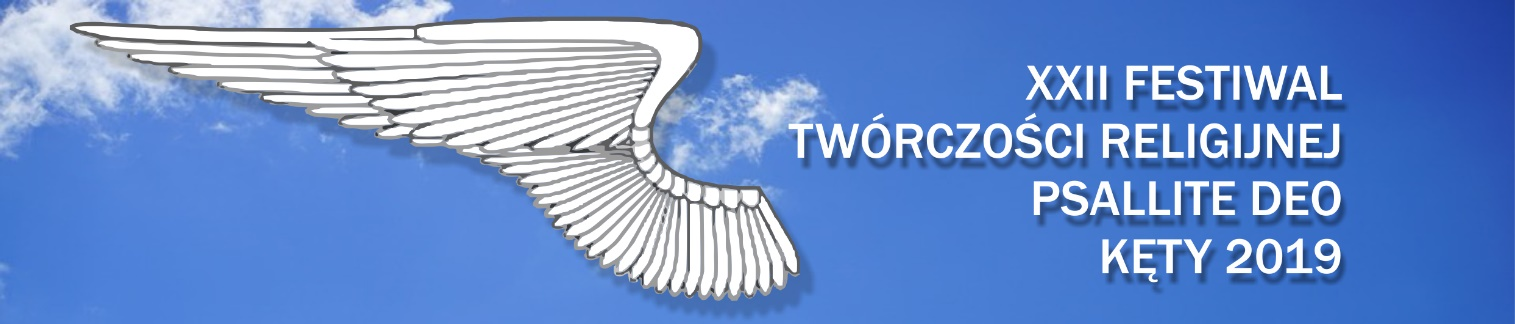 XXII FESTIWAL
TWÓRCZOŚCI RELIGIJNEJ
PSALLITE DEO
KĘTY 2019